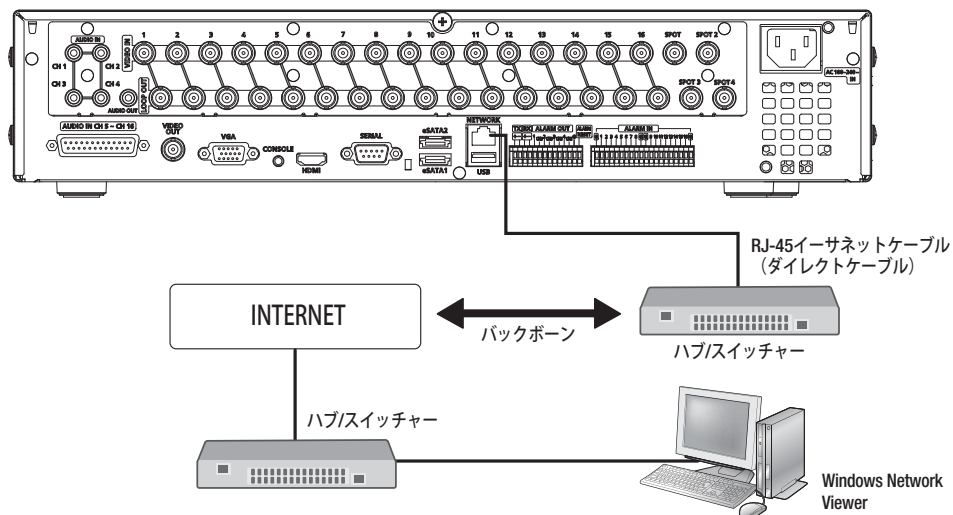 AUDIO IN
CH 1
CH 2
CH 3
CH 4
AUDIO OUT
VIDEO IN
LOOP OUT
1 2 3 4 5 6 7 8 9 10 11 12 13 14 15 16 SPOT SPOT 2
SPOT 3 SPOT 4
AUDIO IN CH 5 – CH 16
VIDEO OUT
VGA
CONSOLE
HDMI
SERIAL
eSATA2
eSATA1
NETWORK
USB
ALARM OUT
ALARM IN
IN
RJ-45イーサネットケーブル
（ダイレクトケーブル）
INTERNET
バックボーン
ハブ/スイッチャー
ハブ/スイッチャー
Windows Network
Viewer